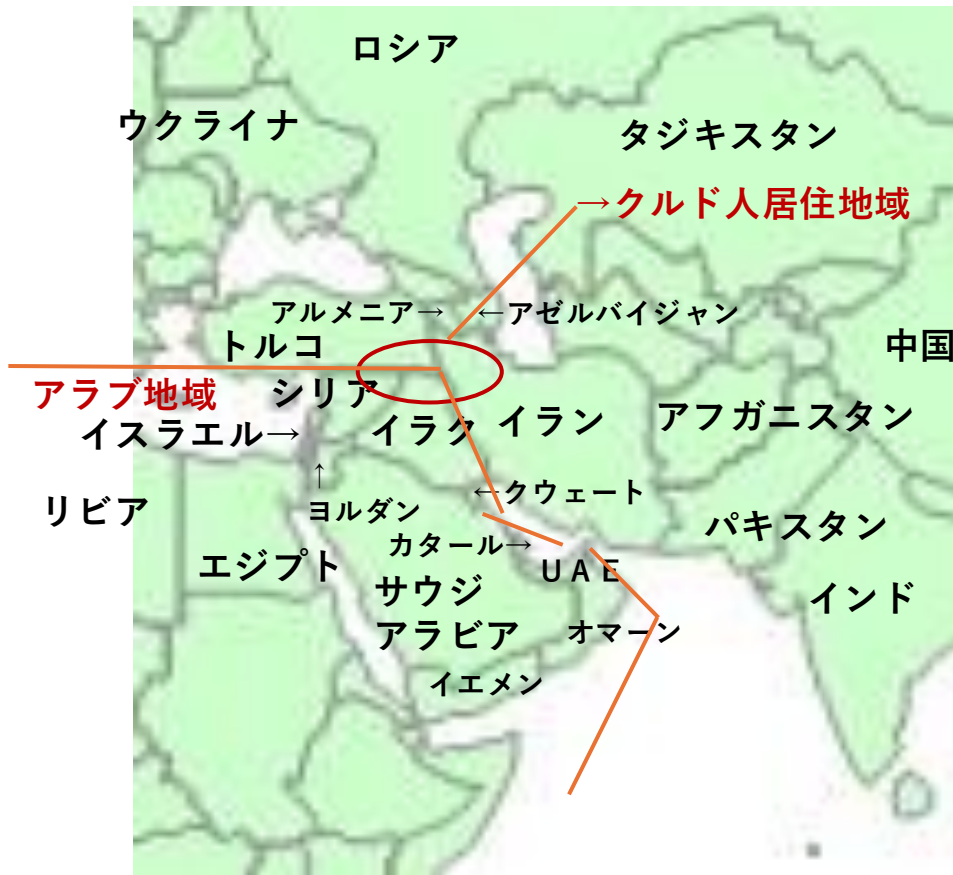 ロシア
ウクライナ
タジキスタン
→クルド人居住地域
アルメニア→
←アゼルバイジャン
トルコ
中国
アラブ地域
シリア
イスラエル→
イラク
イラン
アフガニスタン
リビア
↑
ヨルダン
←クウェート
パキスタン
カタール→
エジプト
UAE
サウジ
アラビア
インド
オマーン
イエメン